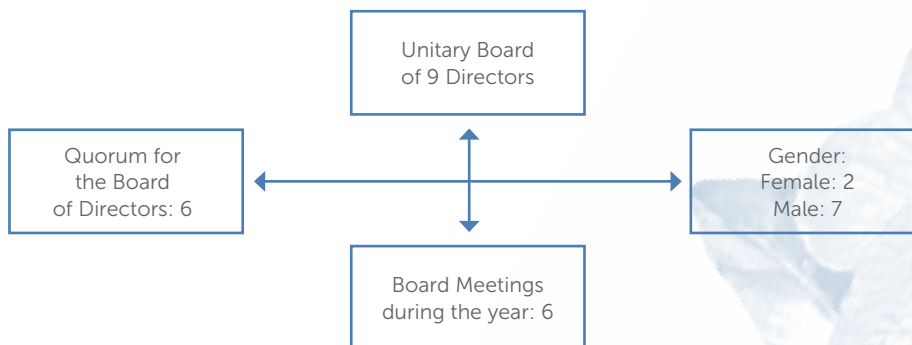 Unitary Board
of 9 Directors
Quorum for
the Board
of Directors: 6
Gender:
Female: 2
Male: 7
Board Meetings
during the year: 6